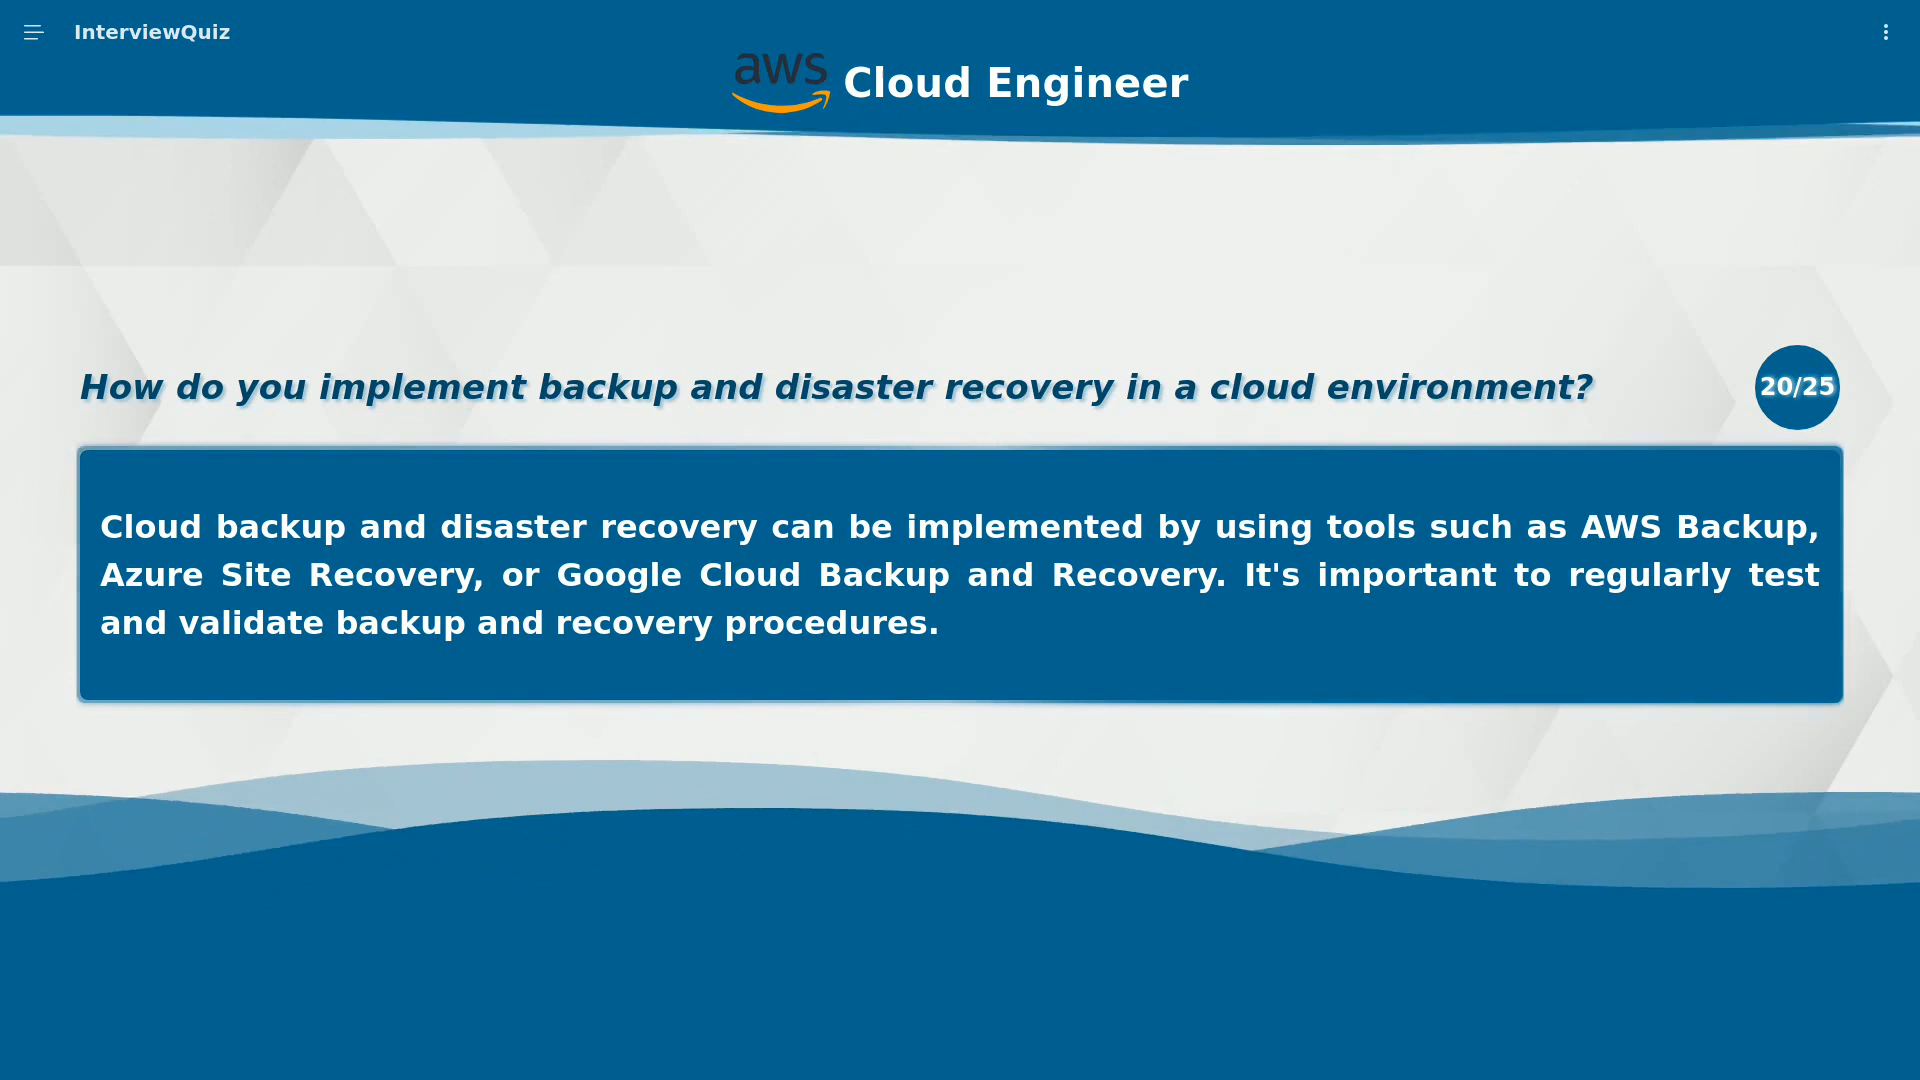 InterviewQuiz
aws
Cloud Engineer
How do you implement backup and disaster recovery in a cloud environment?
20/25
Cloud backup and disaster recovery can be implemented by using tools such as AWS Backup,
Azure Site Recovery, or Google Cloud Backup and Recovery. It's important to regularly test
and validate backup and recovery procedures.